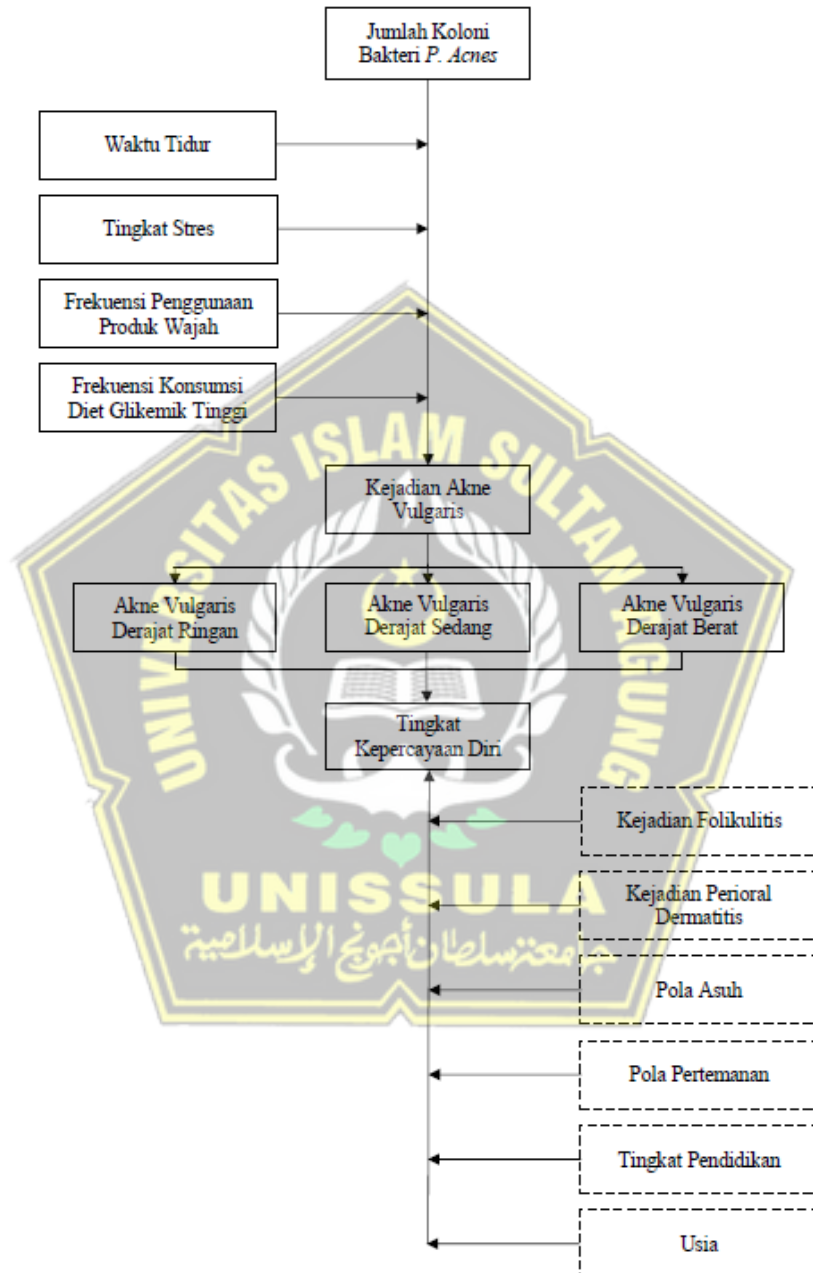 Jumlah Koloni
Bakteri P. Acnes
Waktu Tidur
Tingkat Stres
Frekuensi Penggunaan
Produk Wajah
Frekuensi Konsumsi
Diet Glikemik Tinggi
UNIVERSITAS ISLAM SULTAN AGUNG
Kejadian Akne
Vulgaris
Akne Vulgaris
Derajat Ringan
Akne Vulgaris
Derajat Sedang
Akne Vulgaris
Derajat Berat
Tingkat
Kepercayaan Diri
Kejadian Folikulitis
UNISSULA
Kejadian Perioral
Dermatitis
جامعتسلطان أجونج الإسلامية
Pola Asuh
Pola Pertemanan
Tingkat Pendidikan
Usia